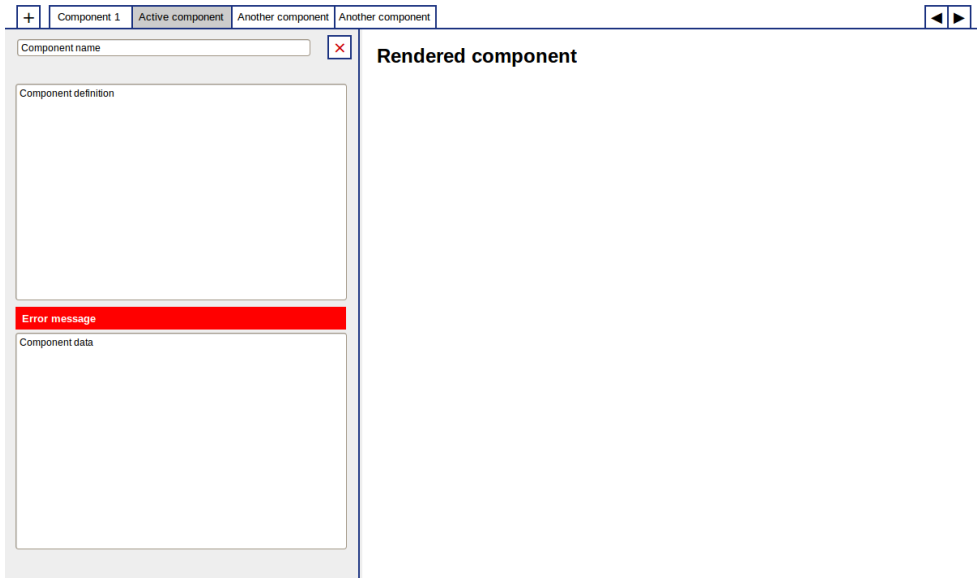 + Component 1 Active component Another component Another component ◀ ▶
Component name ✕
Rendered component
Component definition
Error message
Component data